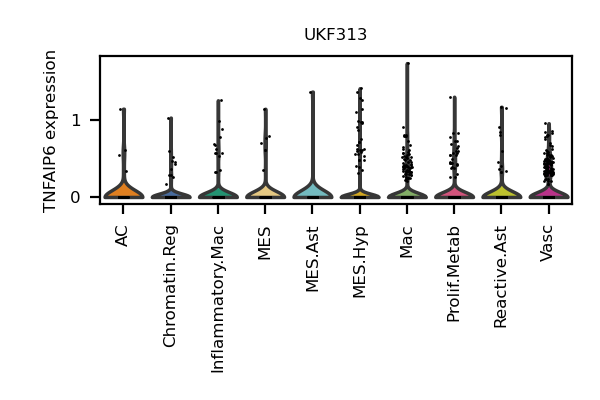 UKF313
TNFAIP6 expression
1
0
AC
Chromatin.Reg
Inflammatory.Mac
MES
MES.Ast
MES.Hyp
Mac
Prolif.Metab
Reactive.Ast
Vasc